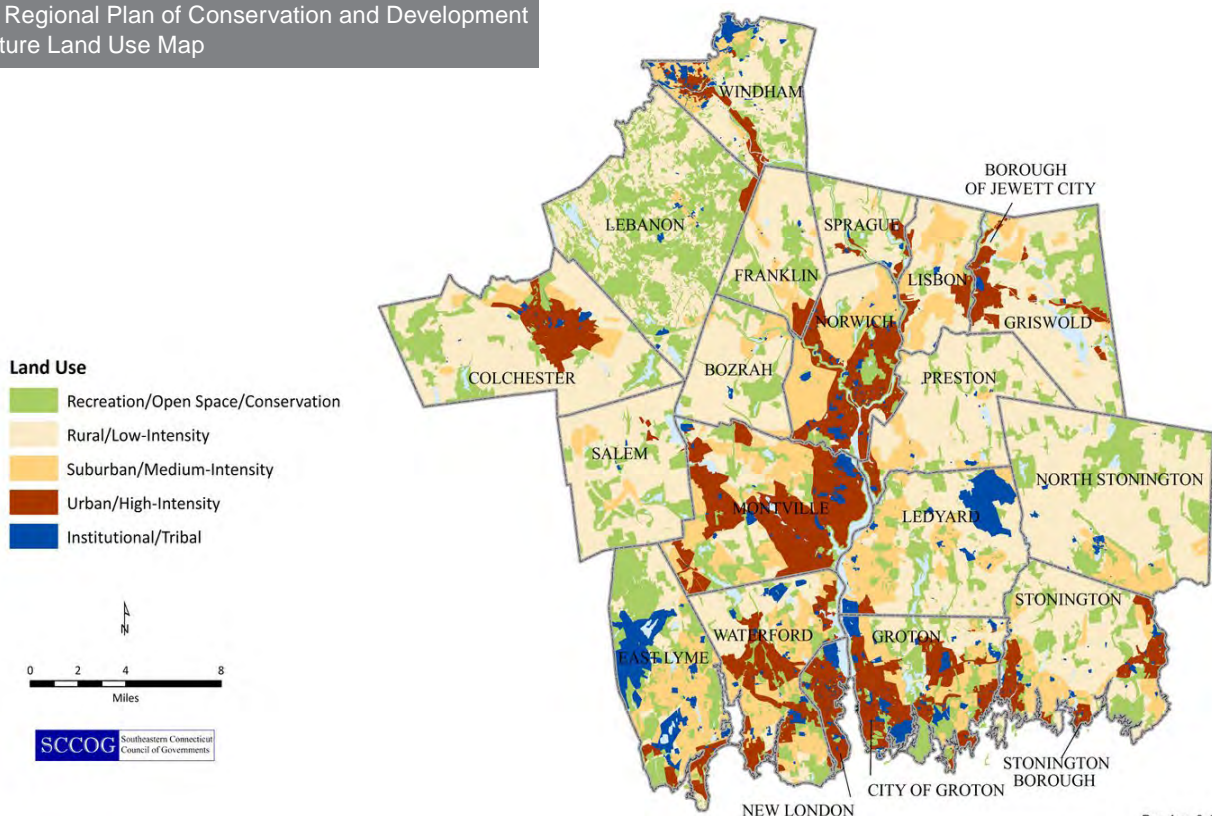 Regional Plan of Conservation and Development
ture Land Use Map
WINDHAM
BOROUGH
OF JEWETT CITY
LEBANON
SPRAGUE
FRANKLIN
LISBON
NORWICH
GRISWOLD
COLCHESTER
BOZRAH
PRESTON
SALEM
NORTH STONINGTON
MONTVILLE
LEDYARD
STONINGTON
WATERFORD
GROTON
EAST LYME
STONINGTON
BOROUGH
CITY OF GROTON
NEW LONDON
Land Use
Recreation/Open Space/Conservation
Rural/Low-Intensity
Suburban/Medium-Intensity
Urban/High-Intensity
Institutional/Tribal
N
0 2 4 8
Miles
SCCOG
Southeastern Connecticut
Council of Governments